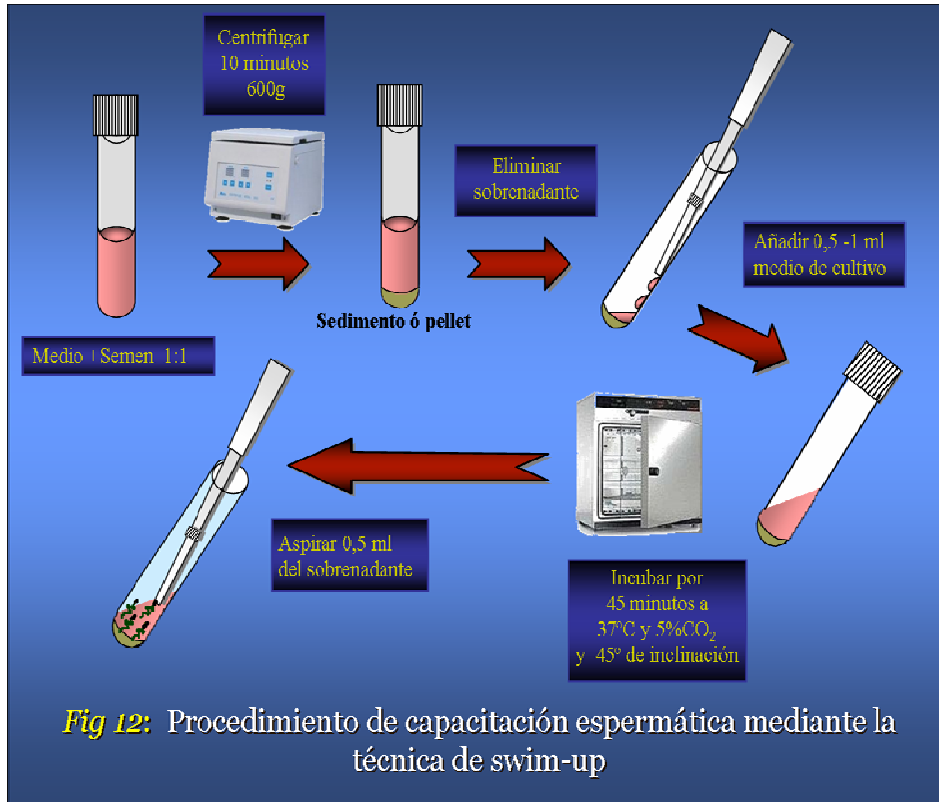 Centrifugar
10 minutos
600g
Eliminar
sobrenadante
Añadir 0,5 -1 ml
medio de cultivo
Sedimento ó pellet
Medio +Semen 1:1
Aspirar 0,5 ml
del sobrenadante
Incubar por
45 minutos a
37ºC y 5%CO₂
y 45º de inclinación
Fig 12: Procedimiento de capacitación espermática mediante la
técnica de swim-up